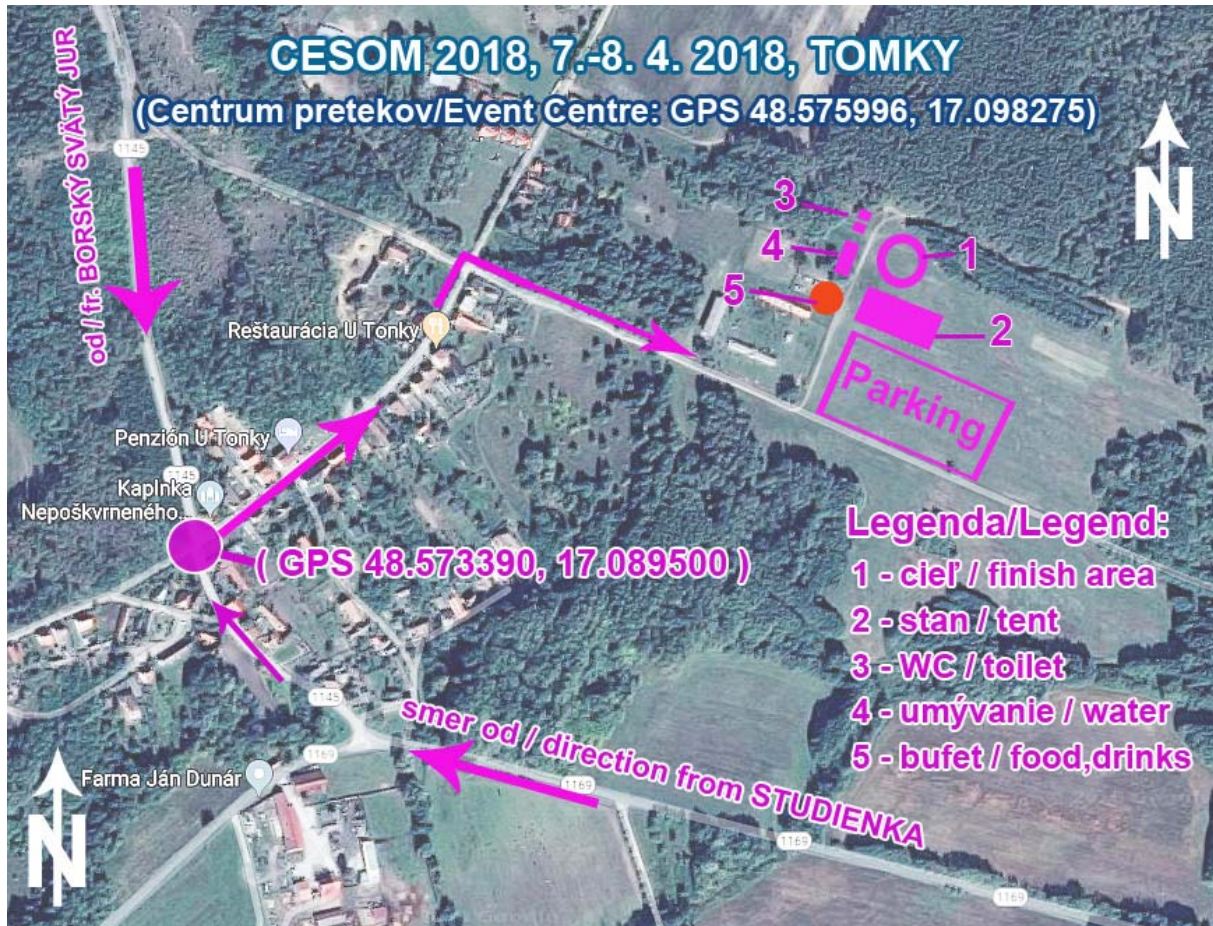 CESOM 2018, 7.-8. 4. 2018, TOMKY
(Centrum pretekov/Event Centre: GPS 48.575996, 17.098275)
od / fr. BORSKÝ SVÄTÝ JUR
1145
N
3
4
1
5
2
Reštaurácia U Tonky
Parking
Penzión U Tonky
1145
Kaplnka
Nepoškvrneného...
( GPS 48.573390, 17.089500 )
Legenda/Legend:
1 - cieľ / finish area
2 - stan / tent
3 - WC / toilet
4 - umývanie / water
5 - bufet / food,drinks
1145
smer od / direction from STUDIENKA
1169
Farma Ján Dunár
1169
1169
1169
N